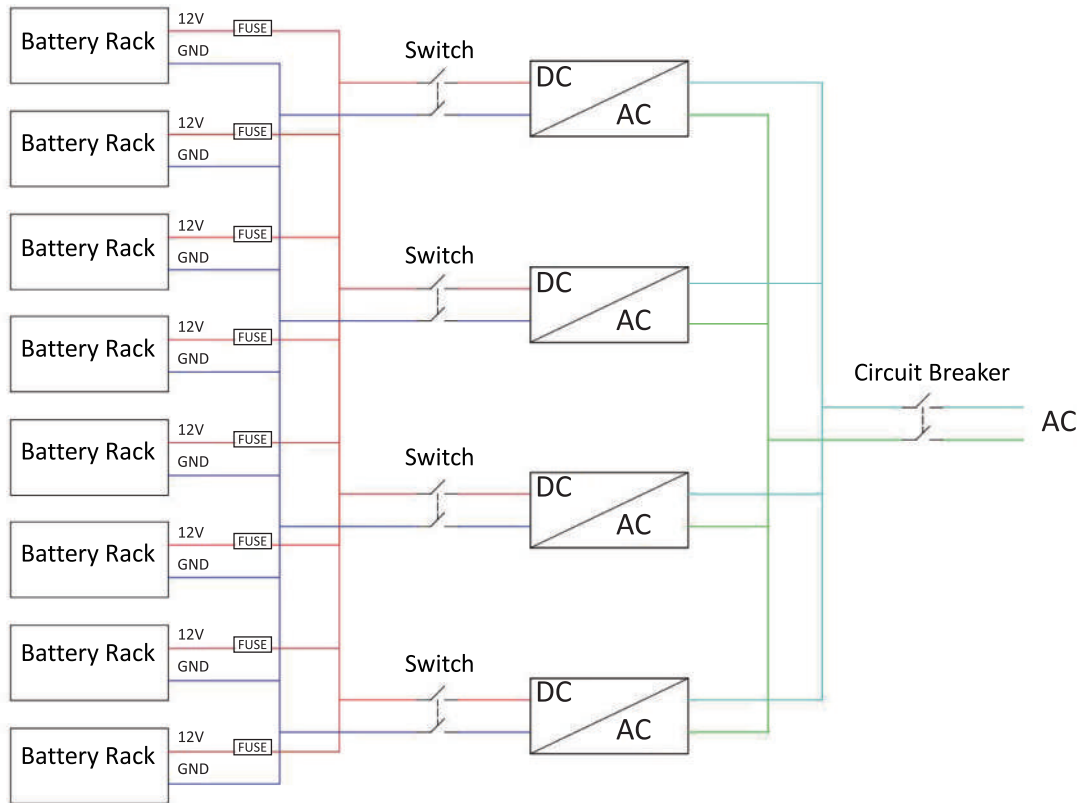 12V
FUSE
Battery Rack
GND
Switch
DC
AC
12V
FUSE
Battery Rack
GND
12V
FUSE
Battery Rack
GND
Switch
DC
AC
12V
FUSE
Battery Rack
GND
Circuit Breaker
AC
12V
FUSE
Battery Rack
GND
Switch
DC
AC
12V
FUSE
Battery Rack
GND
12V
FUSE
Battery Rack
GND
Switch
DC
AC
12V
FUSE
Battery Rack
GND